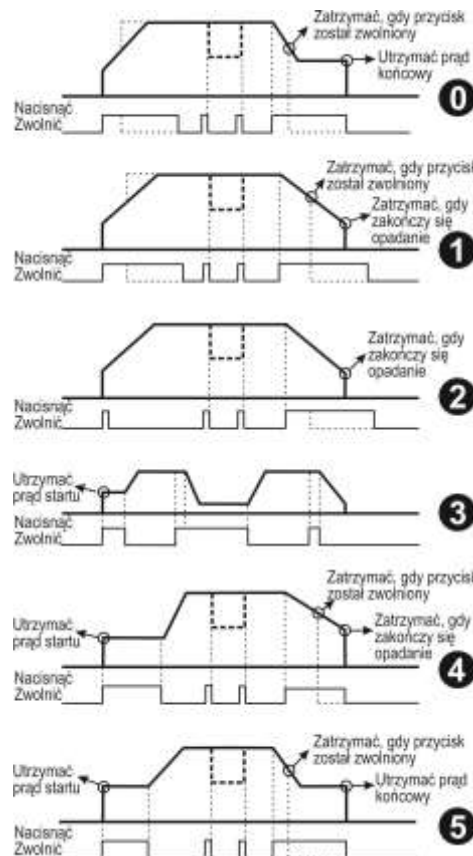 Zatrzymać, gdy przycisk
został zwolniony
Utrzymać prąd
końcowy
Nacisnąć
Zwolnić
0
Zatrzymać, gdy przycisk
został zwolniony
Zatrzymać, gdy
zakończy się
opadanie
Nacisnąć
Zwolnić
1
Zatrzymać, gdy
zakończy się
opadanie
Nacisnąć
Zwolnić
2
Utrzymać
prąd startu
Nacisnąć
Zwolnić
3
Zatrzymać, gdy przycisk
został zwolniony
Utrzymać
prąd startu
Zatrzymać, gdy
zakończy się
opadanie
Nacisnąć
Zwolnić
4
Zatrzymać, gdy przycisk
został zwolniony
Utrzymać
prąd startu
Utrzymać prąd
końcowy
Nacisnąć
Zwolnić
5